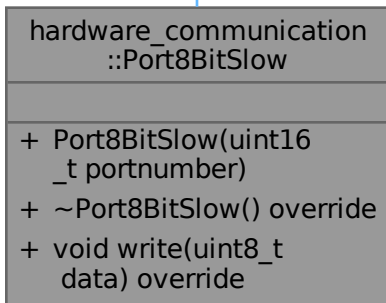 hardware_communication
::Port8BitSlow
+ Port8BitSlow(uint16
_t portnumber)
+ ~Port8BitSlow() override
+ void write(uint8_t
data) override